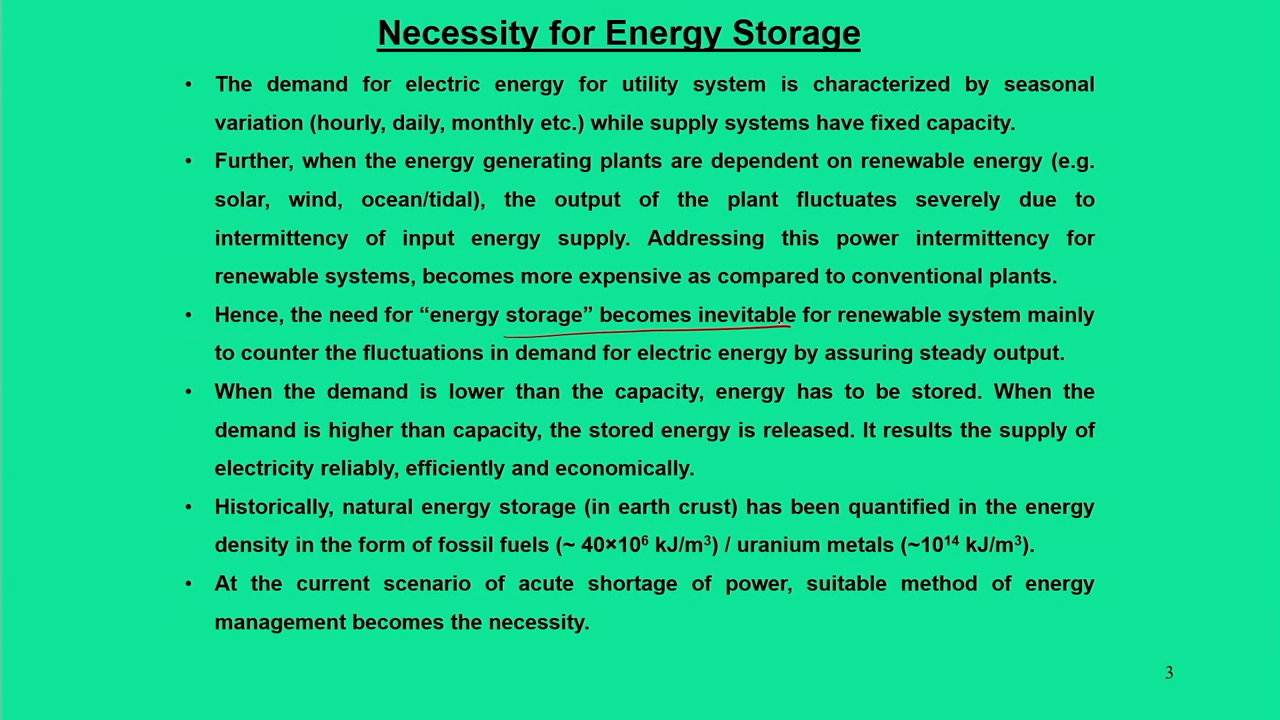 Necessity for Energy Storage
• The demand for electric energy for utility system is characterized by seasonal
variation (hourly, daily, monthly etc.) while supply systems have fixed capacity.
• Further, when the energy generating plants are dependent on renewable energy (e.g.
solar, wind, ocean/tidal), the output of the plant fluctuates severely due to
intermittency of input energy supply. Addressing this power intermittency for
renewable systems, becomes more expensive as compared to conventional plants.
• Hence, the need for “energy storage” becomes inevitable for renewable system mainly
to counter the fluctuations in demand for electric energy by assuring steady output.
• When the demand is lower than the capacity, energy has to be stored. When the
demand is higher than capacity, the stored energy is released. It results the supply of
electricity reliably, efficiently and economically.
• Historically, natural energy storage (in earth crust) has been quantified in the energy
density in the form of fossil fuels (~ 40×10⁶ kJ/m³) / uranium metals (~10¹⁴ kJ/m³).
• At the current scenario of acute shortage of power, suitable method of energy
management becomes the necessity.
3